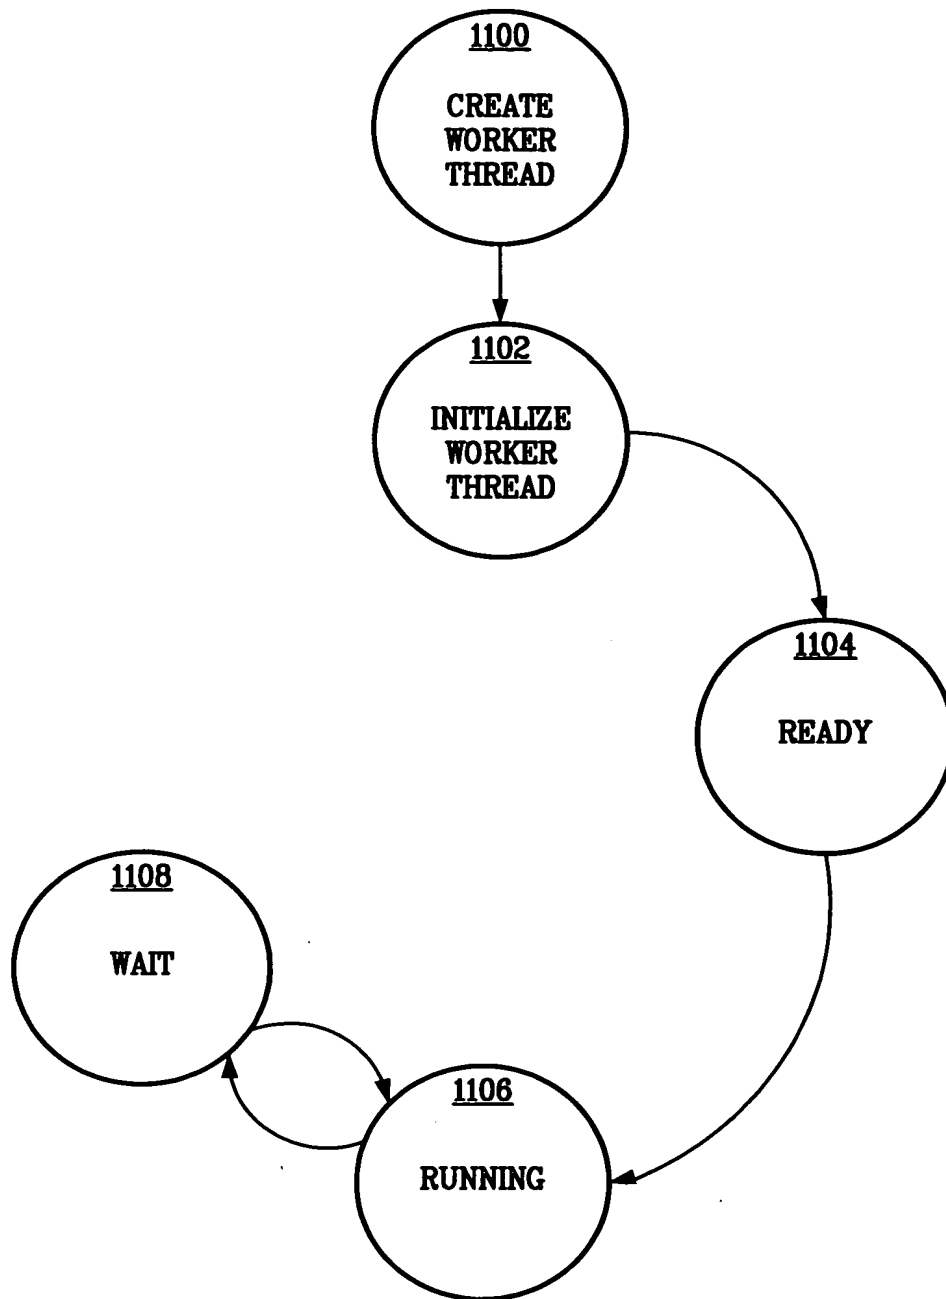 1100
CREATE
WORKER
THREAD
1102
INITIALIZE
WORKER
THREAD
1104
READY
1108
WAIT
1106
RUNNING